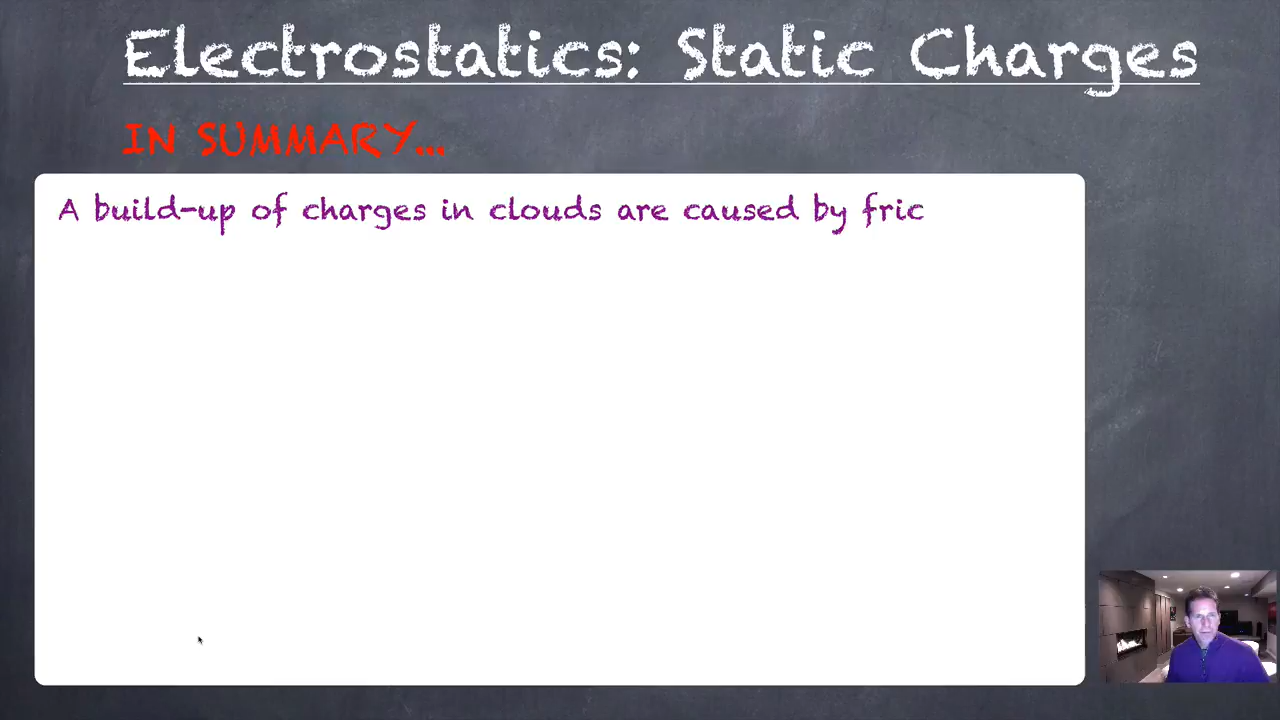 Electrostatics: Static Charges
IN SUMMARY...
A build-up of charges in clouds are caused by fric